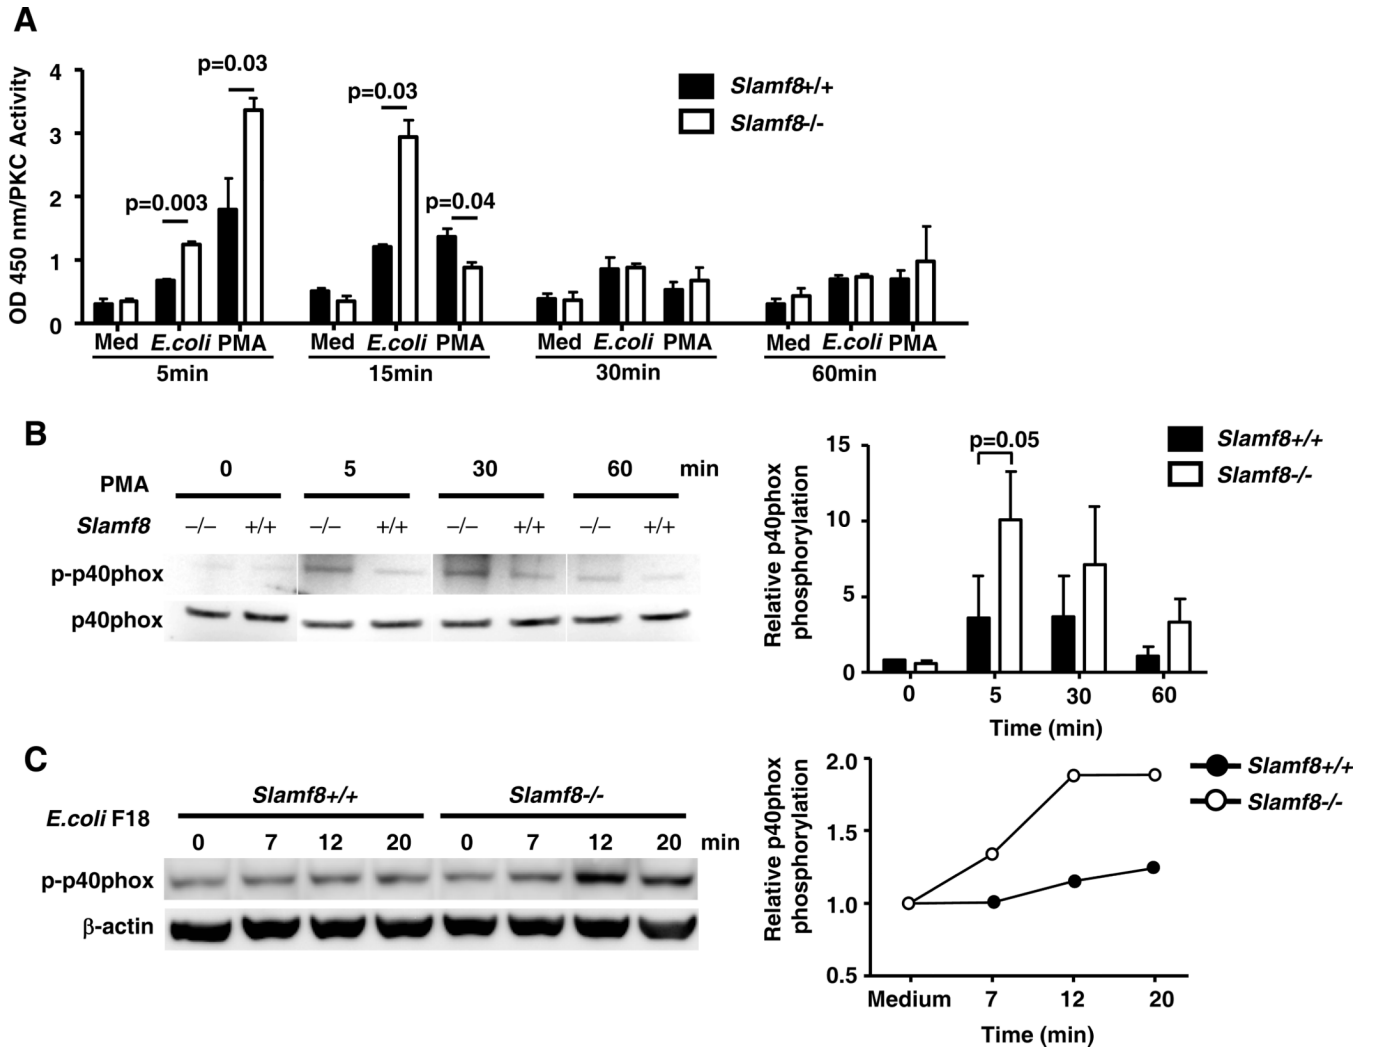 A
OD 450 nm/PKC Activity
4
3
2
1
0
p=0.003
p=0.03
p=0.03
p=0.04
Slamf8+/+
Slamf8-/-
Med E.coli PMA Med E.coli PMA Med E.coli PMA Med E.coli PMA
5min 15min 30min 60min
B
PMA 0 5 30 60 min
Slamf8 –/– +/+ –/– +/+ –/– +/+ –/– +/+
p-p40phox
p40phox
Relative p40phox
phosphorylation
15
10
5
0
p=0.05
Slamf8+/+
Slamf8-/-
0 5 30 60
Time (min)
C
Slamf8+/+ Slamf8-/-
E.coli F18 0 7 12 20 0 7 12 20 min
p-p40phox
β-actin
Relative p40phox
phosphorylation
2.0
1.5
1.0
0.5
Slamf8+/+
Slamf8-/-
Medium 7 12 20
Time (min)